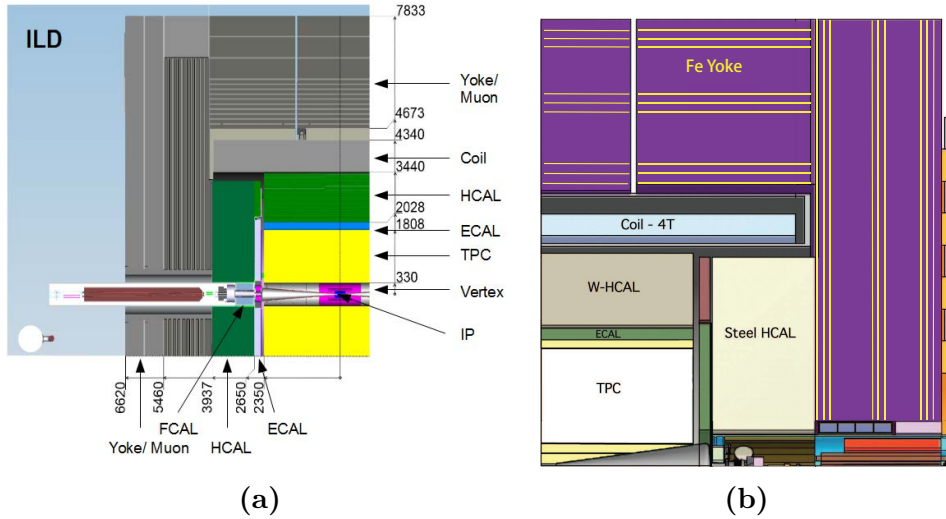 ILD
7833
Yoke/
Muon
4673
4340
Coil
3440
HCAL
2028
1808
ECAL
TPC
330
Vertex
IP
6620
5460
3937
2650
2350
FCAL
ECAL
Yoke/ Muon
HCAL
(a)
Fe Yoke
Coil - 4T
W-HCAL
Steel HCAL
ECAL
TPC
(b)